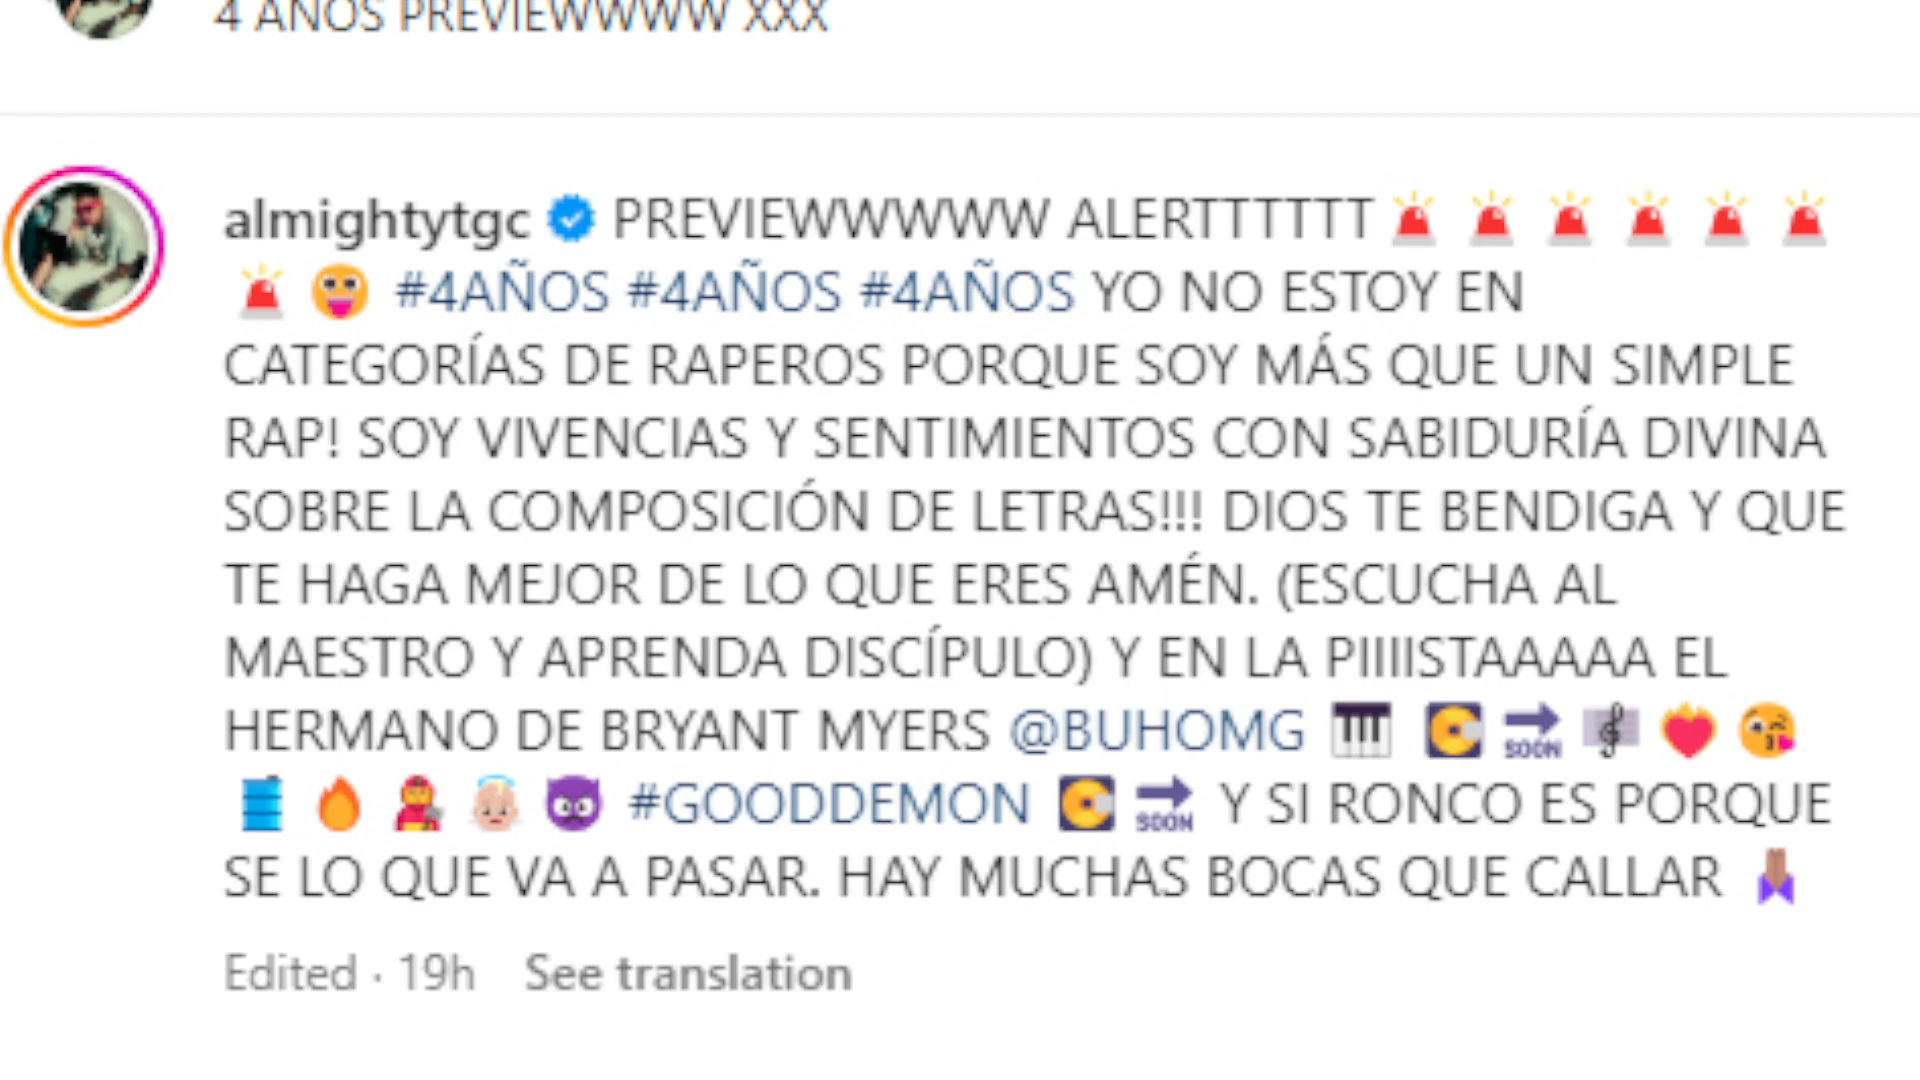 4 AÑOS PREVIEWWWW XXX
almightytgc PREVIEWWWWW ALERTTTTTT 🚨 🚨 🚨 🚨 🚨 🚨
🚨 😍 #4AÑOS #4AÑOS #4AÑOS YO NO ESTOY EN
CATEGORÍAS DE RAPEROS PORQUE SOY MÁS QUE UN SIMPLE
RAP! SOY VIVENCIAS Y SENTIMIENTOS CON SABIDURÍA DIVINA
SOBRE LA COMPOSICIÓN DE LETRAS!!! DIOS TE BENDIGA Y QUE
TE HAGA MEJOR DE LO QUE ERES AMÉN. (ESCUCHA AL
MAESTRO Y APRENDA DISCÍPULO) Y EN LA PIIIISTAAAAA EL
HERMANO DE BRYANT MYERS @BUHOMG 🎹 💽 🔜 🎼 ❤️‍🔥 😘
🛢️ 🔥 👨‍🚒 👼 😈 #GOODDEMON 💽 🔜 Y SI RONCO ES PORQUE
SE LO QUE VA A PASAR. HAY MUCHAS BOCAS QUE CALLAR 🙏
Edited · 19h See translation